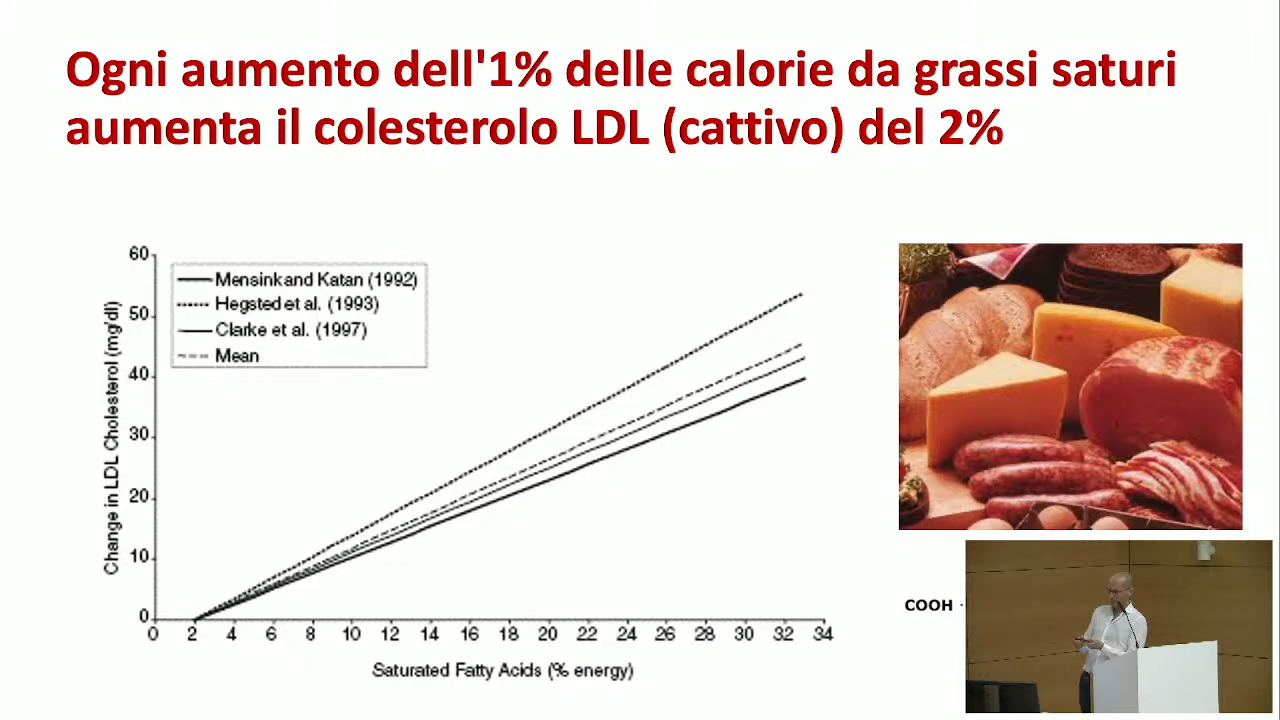 Ogni aumento dell'1% delle calorie da grassi saturi
aumenta il colesterolo LDL (cattivo) del 2%
60
50
40
30
20
10
0
Change in LDL Cholesterol (mg/dl)
Mensink and Katan (1992)
Hegsted et al. (1993)
Clarke et al. (1997)
Mean
0 2 4 6 8 10 12 14 16 18 20 22 24 26 28 30 32 34
Saturated Fatty Acids (% energy)
COOH